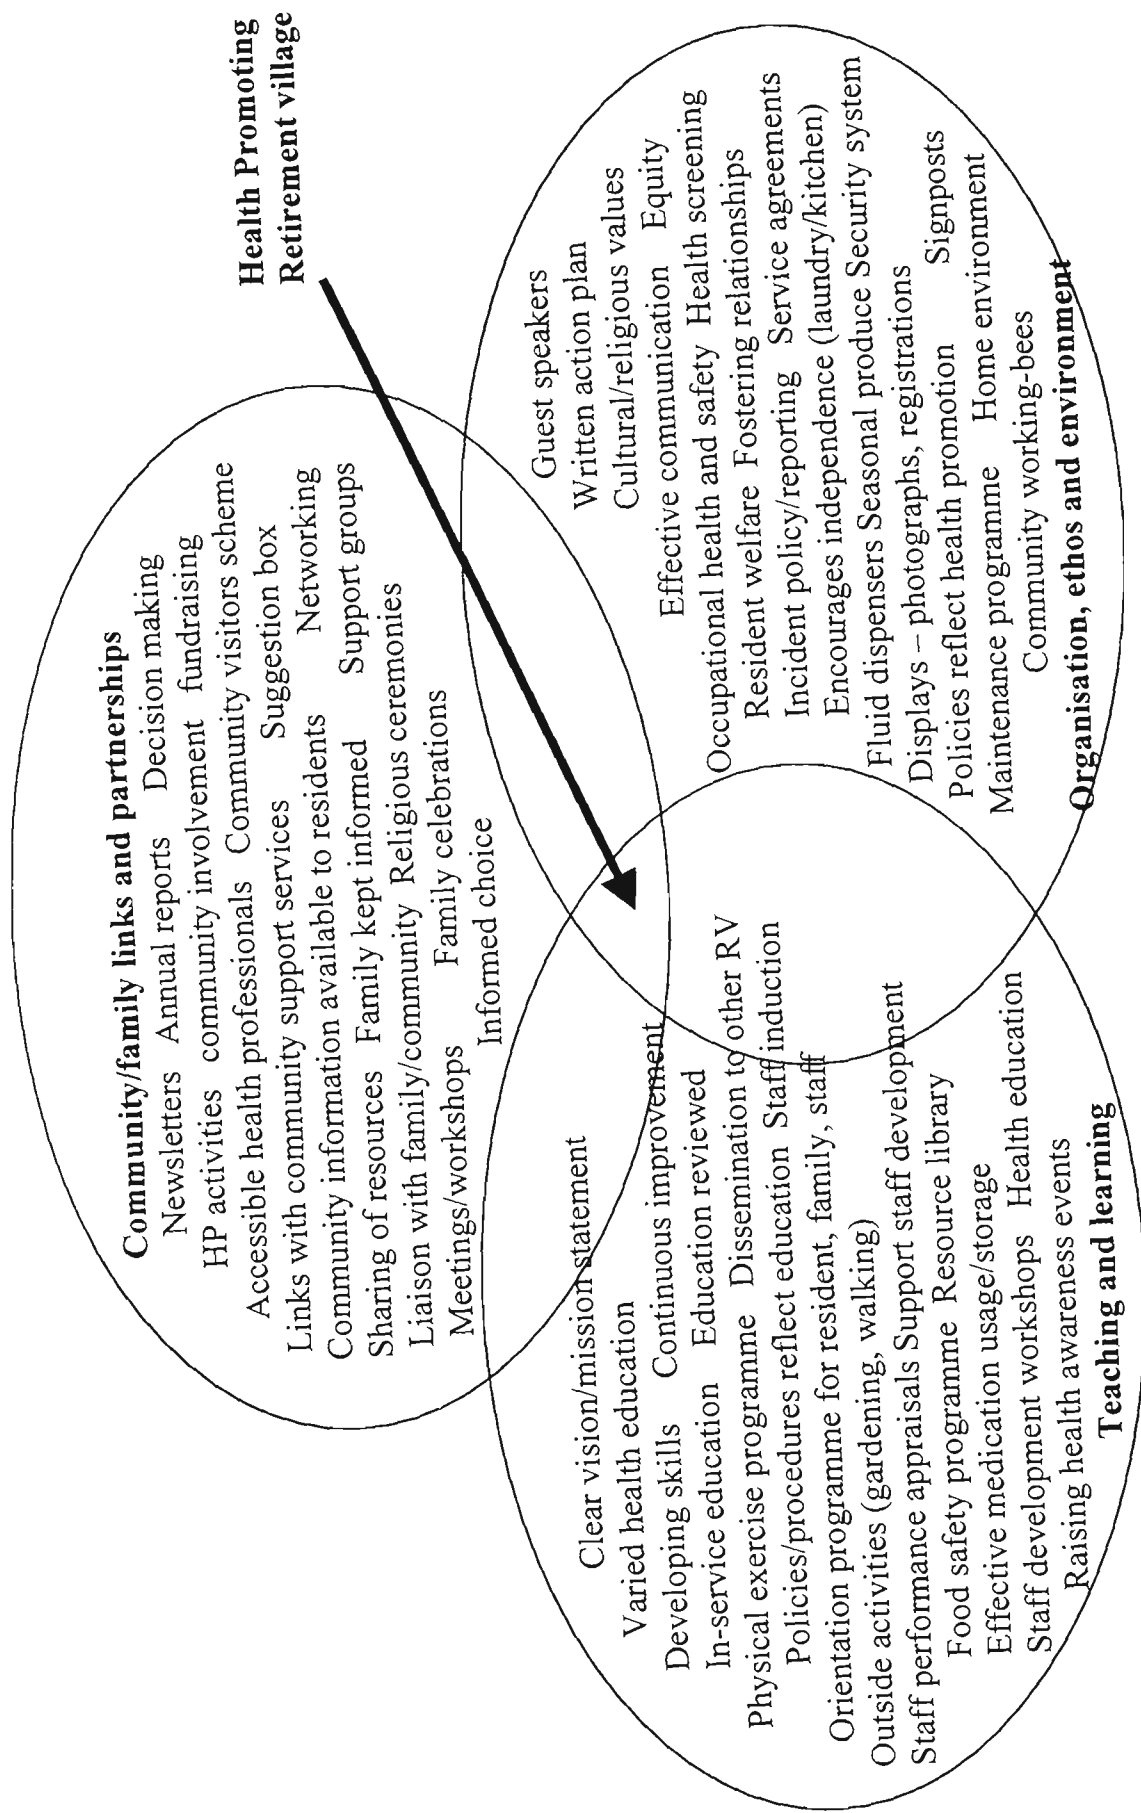 Health Promoting
Retirement village
Community/family links and partnerships
Newsletters Annual reports Decision making
HP activities community involvement fundraising
Accessible health professionals Community visitors scheme
Links with community support services Suggestion box
Community information available to residents Networking
Sharing of resources Family kept informed Support groups
Liaison with family/community Religious ceremonies
Meetings/workshops Family celebrations
Informed choice
Clear vision/mission statement
Varied health education
Developing skills Continuous improvement
In-service education Education reviewed
Physical exercise programme Dissemination to other RV
Policies/procedures reflect education Staff induction
Orientation programme for resident, family, staff
Outside activities (gardening, walking)
Staff performance appraisals Support staff development
Food safety programme Resource library
Effective medication usage/storage
Staff development workshops Health education
Raising health awareness events
Teaching and learning
Guest speakers
Written action plan
Cultural/religious values
Effective communication Equity
Occupational health and safety Health screening
Resident welfare Fostering relationships
Incident policy/reporting Service agreements
Encourages independence (laundry/kitchen)
Fluid dispensers Seasonal produce Security system
Displays – photographs, registrations
Policies reflect health promotion Signposts
Maintenance programme Home environment
Community working-bees
Organisation, ethos and environment